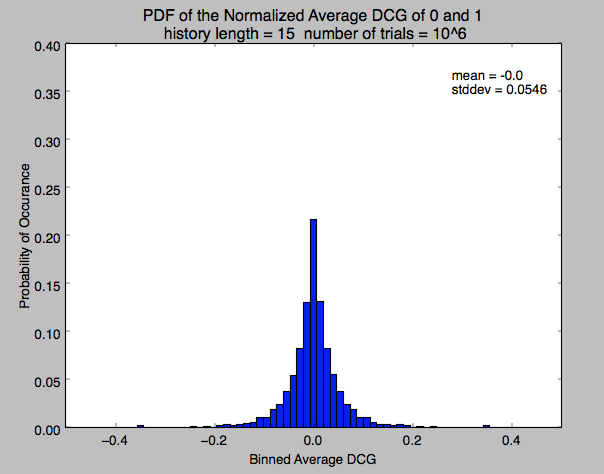 PDF of the Normalized Average DCG of 0 and 1
history length = 15  number of trials = 10^6
mean = -0.0
stddev = 0.0546
0.40
0.35
0.30
0.25
0.20
0.15
0.10
0.05
0.00
Probability of Occurance
−0.4
−0.2
0.0
0.2
0.4
Binned Average DCG